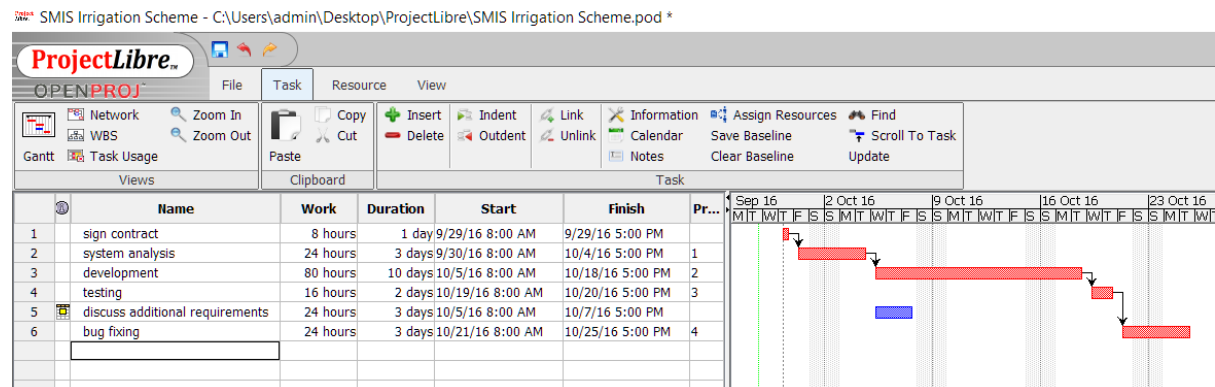 SMIS Irrigation Scheme - C:\Users\admin\Desktop\ProjectLibre\SMIS Irrigation Scheme.pod *
ProjectLibre™
OPENPROJ
File Task Resource View
Network Zoom In Copy Insert Indent Link Information Assign Resources Find
WBS Zoom Out Cut Delete Outdent Unlink Calendar Save Baseline Scroll To Task
Gantt Task Usage Paste Notes Clear Baseline Update
Views Clipboard Task
Name Work Duration Start Finish Pr... Sep 16 2 Oct 16 9 Oct 16 16 Oct 16 23 Oct 16
M T W T F S S M T W T F S S M T W T F S S M T W T F S S M T W
1 sign contract 8 hours 1 day 9/29/16 8:00 AM 9/29/16 5:00 PM
2 system analysis 24 hours 3 days 9/30/16 8:00 AM 10/4/16 5:00 PM 1
3 development 80 hours 10 days 10/5/16 8:00 AM 10/18/16 5:00 PM 2
4 testing 16 hours 2 days 10/19/16 8:00 AM 10/20/16 5:00 PM 3
5 discuss additional requirements 24 hours 3 days 10/5/16 8:00 AM 10/7/16 5:00 PM
6 bug fixing 24 hours 3 days 10/21/16 8:00 AM 10/25/16 5:00 PM 4